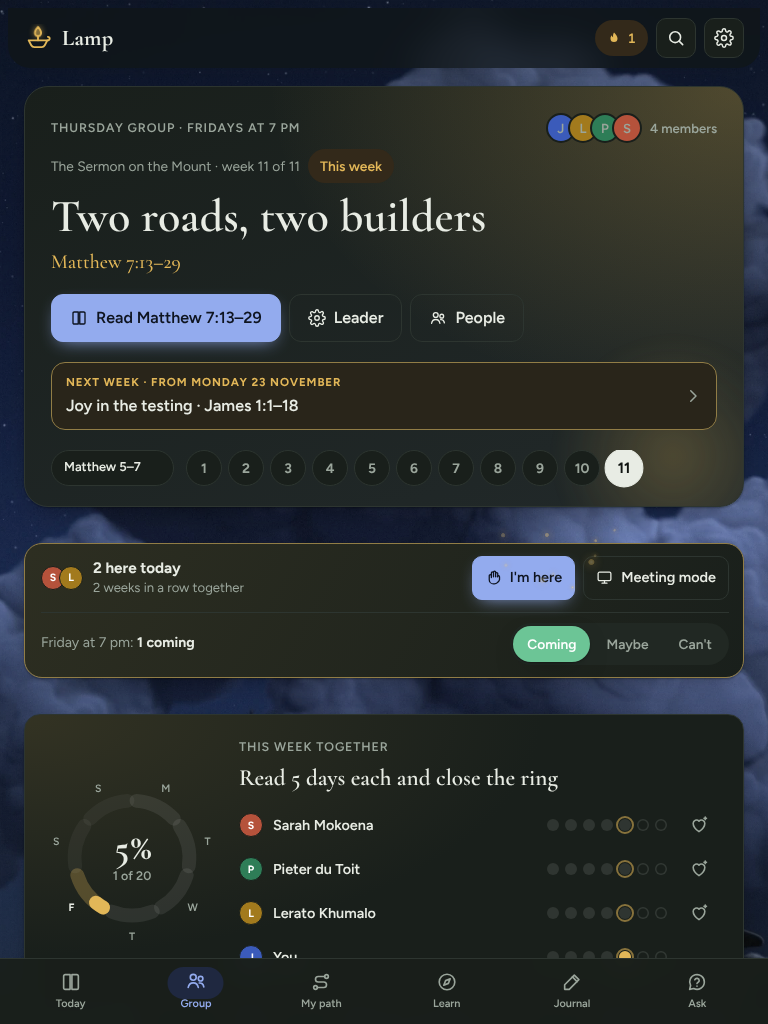 Lamp
1
THURSDAY GROUP · FRIDAYS AT 7 PM
J L P S 4 members
The Sermon on the Mount · week 11 of 11 This week
Two roads, two builders
Matthew 7:13–29
Read Matthew 7:13–29 Leader People
NEXT WEEK · FROM MONDAY 23 NOVEMBER
Joy in the testing · James 1:1–18
Matthew 5–7 1 2 3 4 5 6 7 8 9 10 11
S L 2 here today
2 weeks in a row together
I'm here Meeting mode
Friday at 7 pm: 1 coming Coming Maybe Can't
THIS WEEK TOGETHER
Read 5 days each and close the ring
S M T W T F S
5%
1 of 20
S Sarah Mokoena
P Pieter du Toit
L Lerato Khumalo
J You
Today Group My path Learn Journal Ask